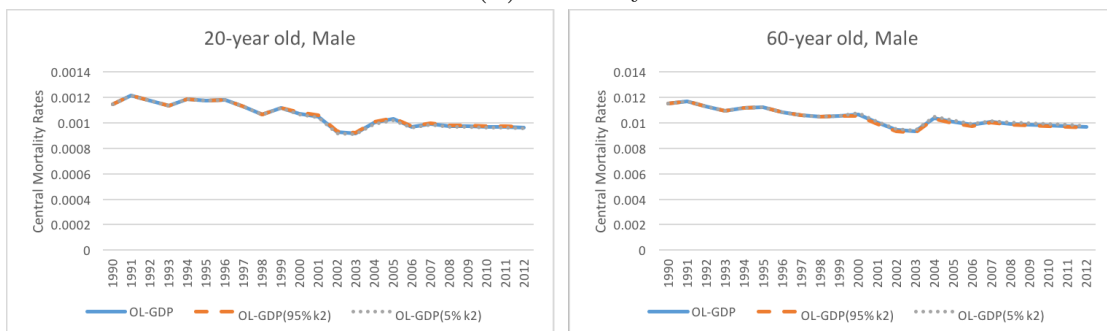 20-year old, Male
Central Mortality Rates
0.0014
0.0012
0.001
0.0008
0.0006
0.0004
0.0002
0
1990 1991 1992 1993 1994 1995 1996 1997 1998 1999 2000 2001 2002 2003 2004 2005 2006 2007 2008 2009 2010 2011 2012
OL-GDP OL-GDP(95%k2) OL-GDP(5%k2)
60-year old, Male
Central Mortality Rates
0.014
0.012
0.01
0.008
0.006
0.004
0.002
0
1990 1991 1992 1993 1994 1995 1996 1997 1998 1999 2000 2001 2002 2003 2004 2005 2006 2007 2008 2009 2010 2011 2012
OL-GDP OL-GDP(95%k2) OL-GDP(5%k2)